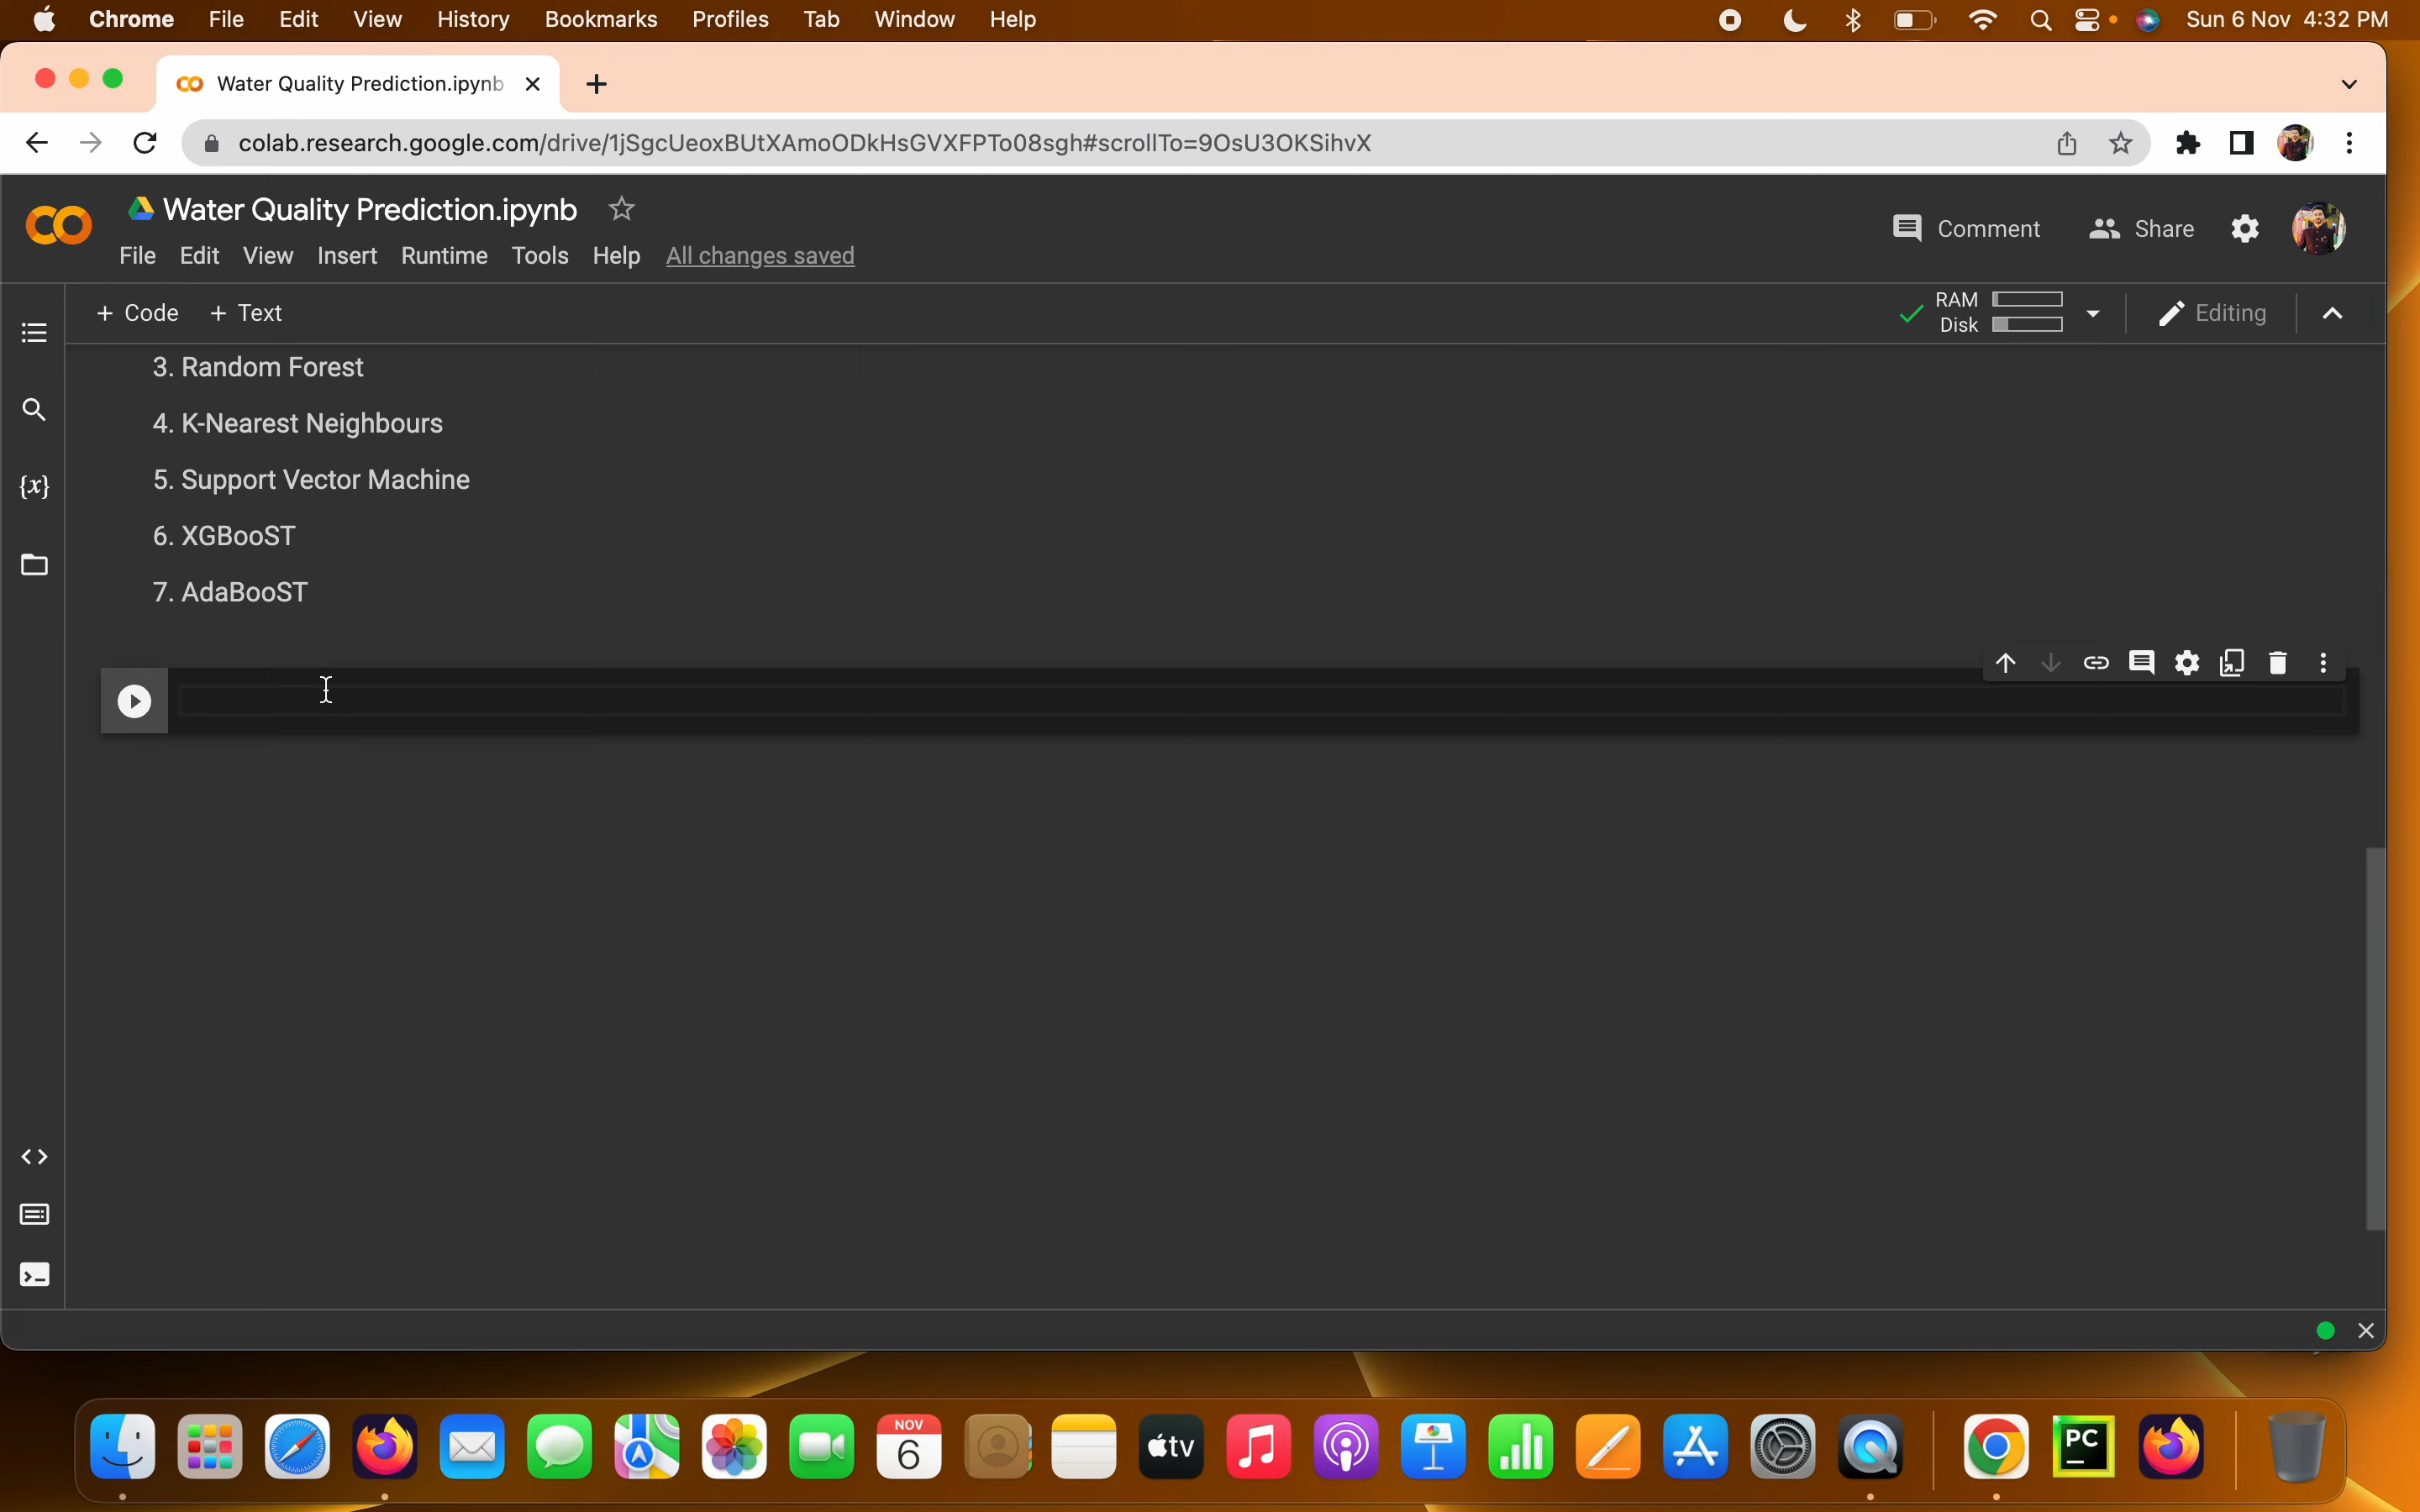 Chrome File Edit View History Bookmarks Profiles Tab Window Help Sun 6 Nov 4:32 PM
Water Quality Prediction.ipynb
colab.research.google.com/drive/1jSgcUeoxBUtXAmoODkHsGVXFPTo08sgh#scrollTo=9OsU3OKSihvX
Water Quality Prediction.ipynb
Comment Share
File Edit View Insert Runtime Tools Help All changes saved
+ Code + Text RAM Disk Editing
3. Random Forest
4. K-Nearest Neighbours
5. Support Vector Machine
6. XGBooST
7. AdaBooST
{x}
NOV
6
tv
PC